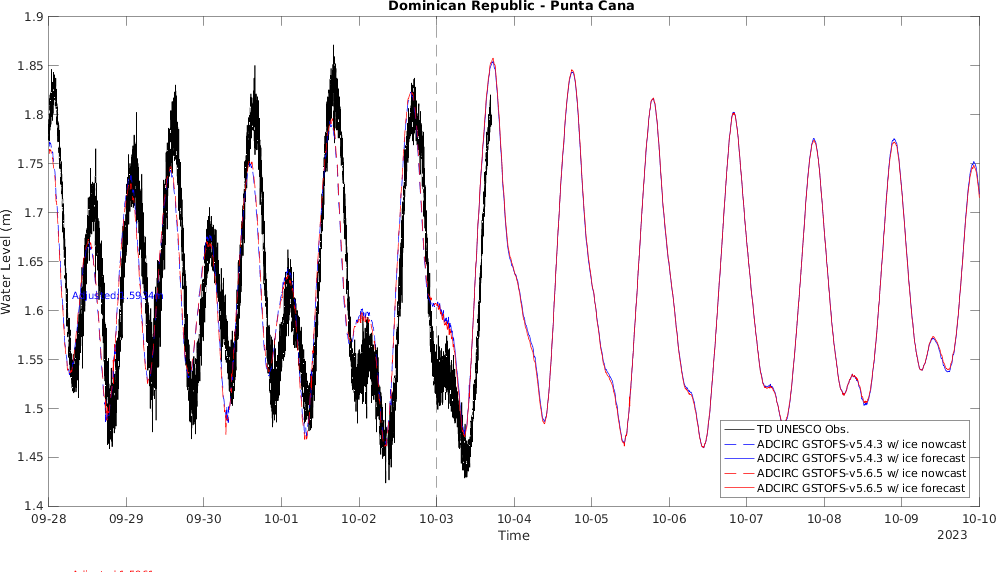 Dominican Republic - Punta Cana
1.9
1.85
1.8
1.75
1.7
1.65
1.6
1.55
1.5
1.45
1.4
Water Level (m)
TD UNESCO Obs.
ADCIRC GSTOFS-v5.4.3 w/ ice nowcast
ADCIRC GSTOFS-v5.4.3 w/ ice forecast
ADCIRC GSTOFS-v5.6.5 w/ ice nowcast
ADCIRC GSTOFS-v5.6.5 w/ ice forecast
09-28 09-29 09-30 10-01 10-02 10-03 10-04 10-05 10-06 10-07 10-08 10-09 10-10
Time
2023